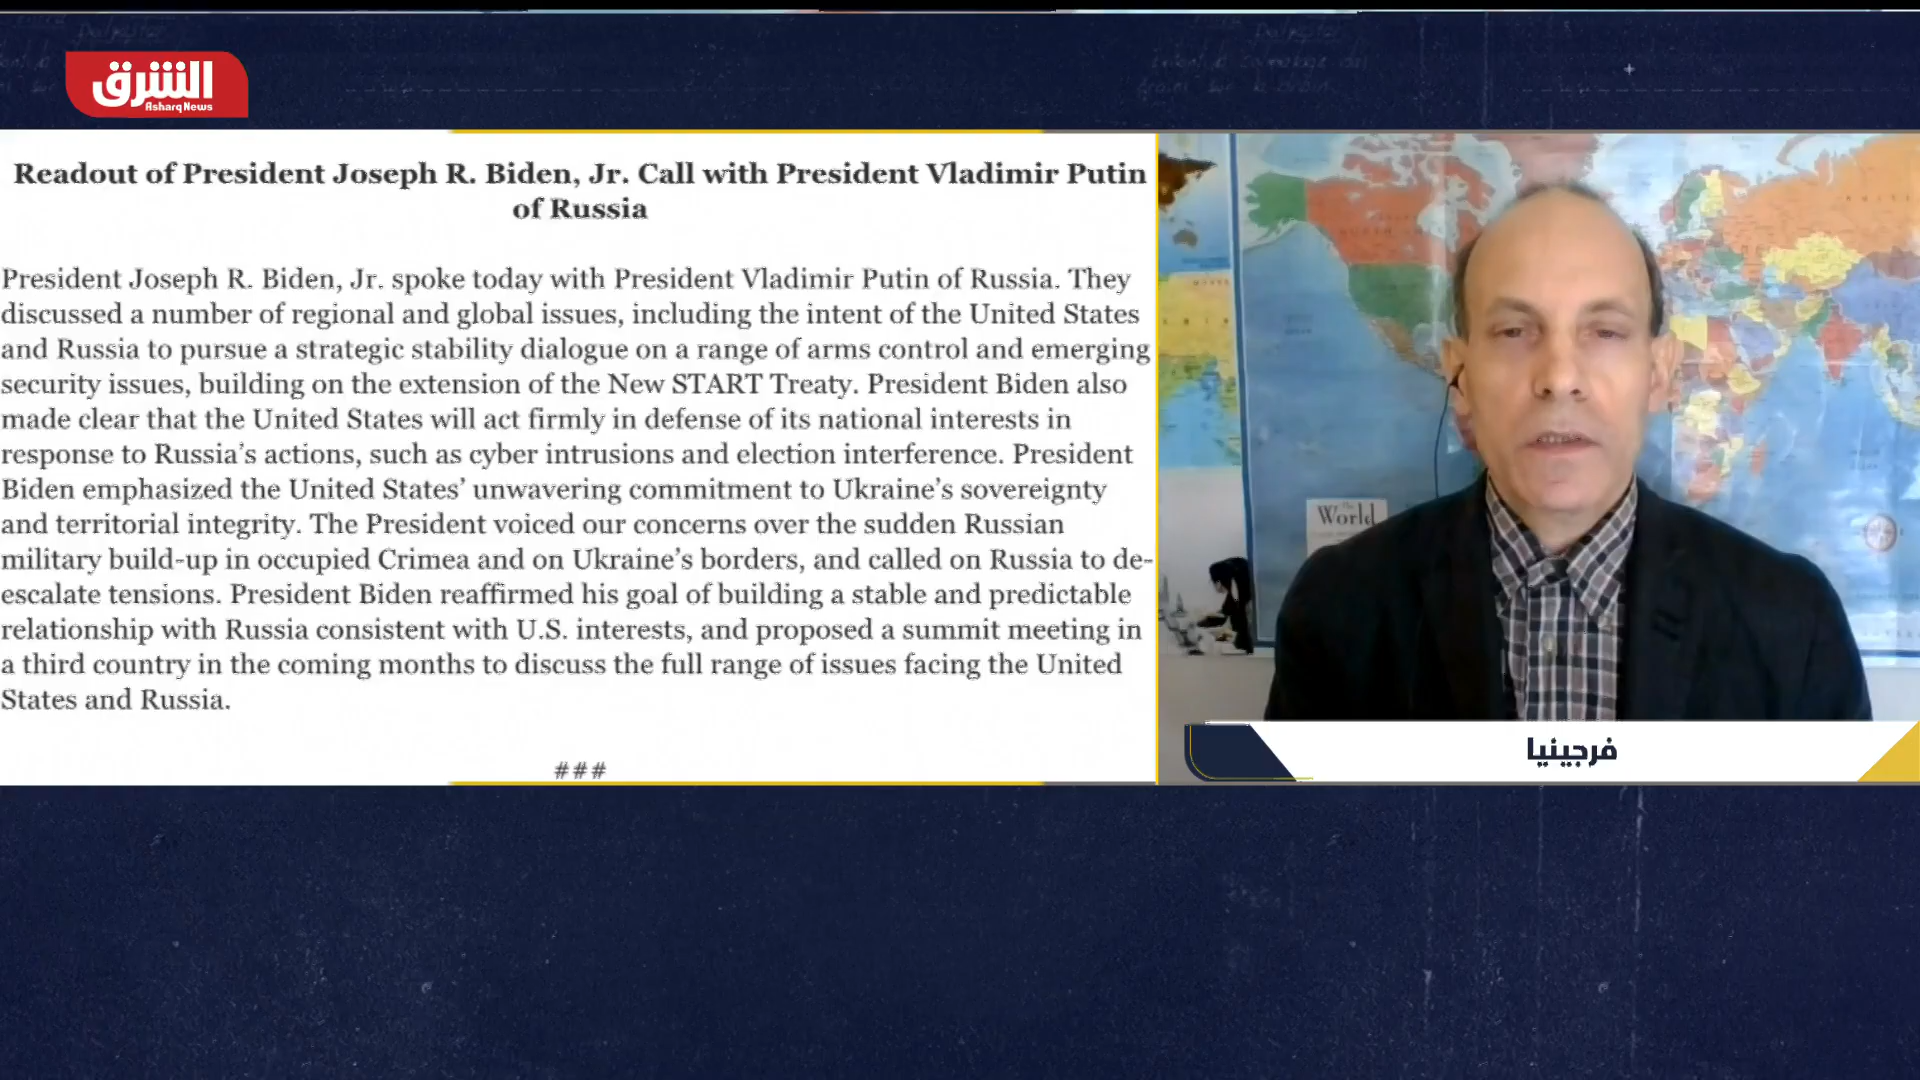 الشرق
Asharq News
Readout of President Joseph R. Biden, Jr. Call with President Vladimir Putin
of Russia
President Joseph R. Biden, Jr. spoke today with President Vladimir Putin of Russia. They
discussed a number of regional and global issues, including the intent of the United States
and Russia to pursue a strategic stability dialogue on a range of arms control and emerging
security issues, building on the extension of the New START Treaty. President Biden also
made clear that the United States will act firmly in defense of its national interests in
response to Russia’s actions, such as cyber intrusions and election interference. President
Biden emphasized the United States’ unwavering commitment to Ukraine’s sovereignty
and territorial integrity. The President voiced our concerns over the sudden Russian
military build-up in occupied Crimea and on Ukraine’s borders, and called on Russia to de-
escalate tensions. President Biden reaffirmed his goal of building a stable and predictable
relationship with Russia consistent with U.S. interests, and proposed a summit meeting in
a third country in the coming months to discuss the full range of issues facing the United
States and Russia.
###
The World
فرجينيا